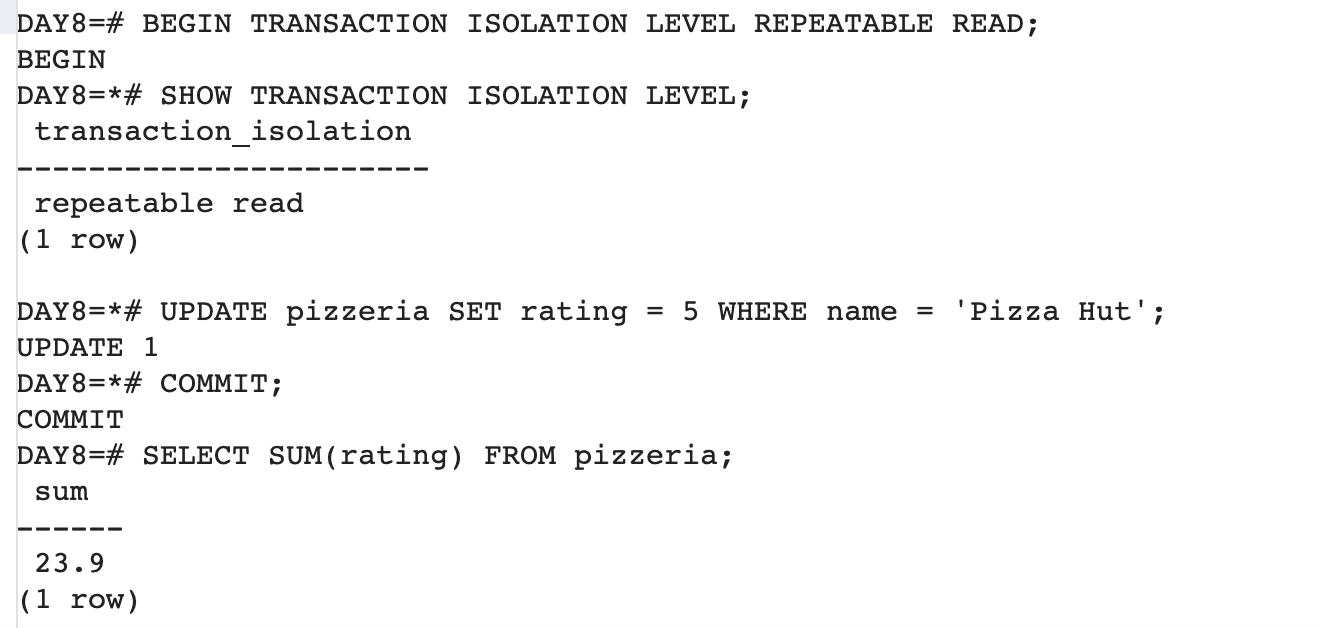 DAY8=# BEGIN TRANSACTION ISOLATION LEVEL REPEATABLE READ;
BEGIN
DAY8=*# SHOW TRANSACTION ISOLATION LEVEL;
 transaction_isolation
-----------------------
 repeatable read
(1 row)

DAY8=*# UPDATE pizzeria SET rating = 5 WHERE name = 'Pizza Hut';
UPDATE 1
DAY8=*# COMMIT;
COMMIT
DAY8=# SELECT SUM(rating) FROM pizzeria;
 sum
------
 23.9
(1 row)